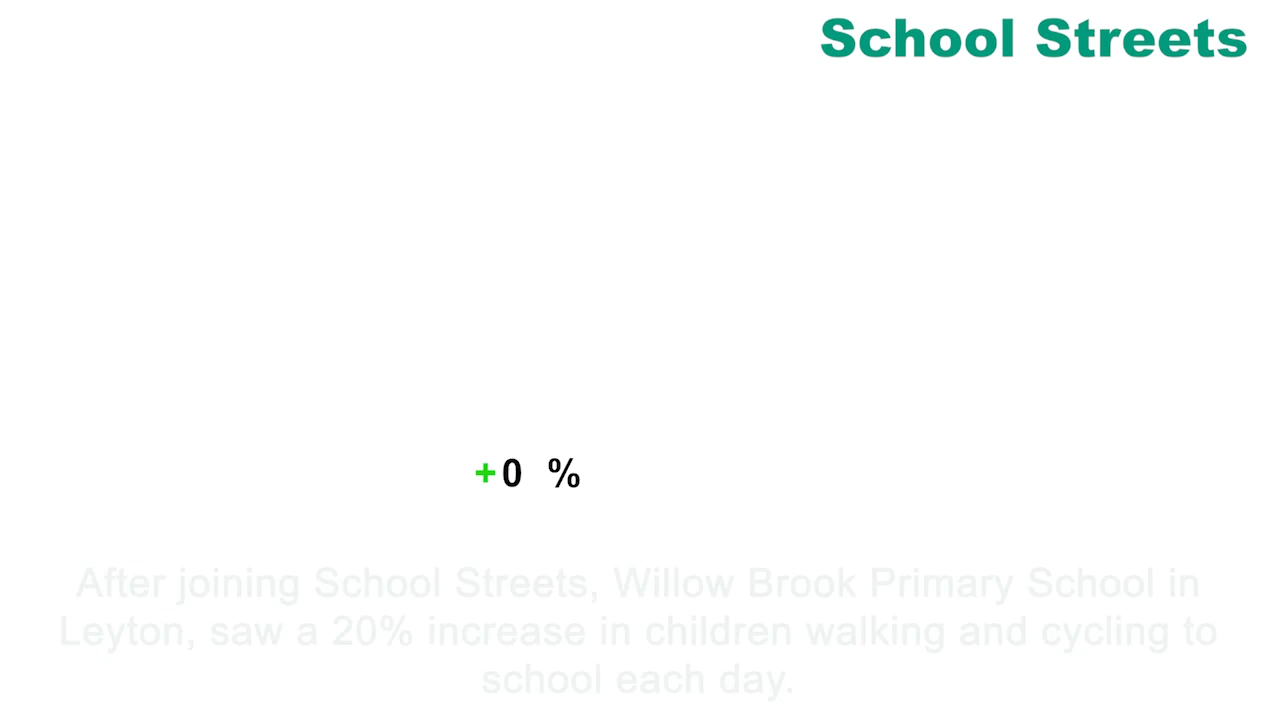 School Streets
+0 %
After joining School Streets, Willow Brook Primary School in
Leyton, saw a 20% increase in children walking and cycling to
school each day.